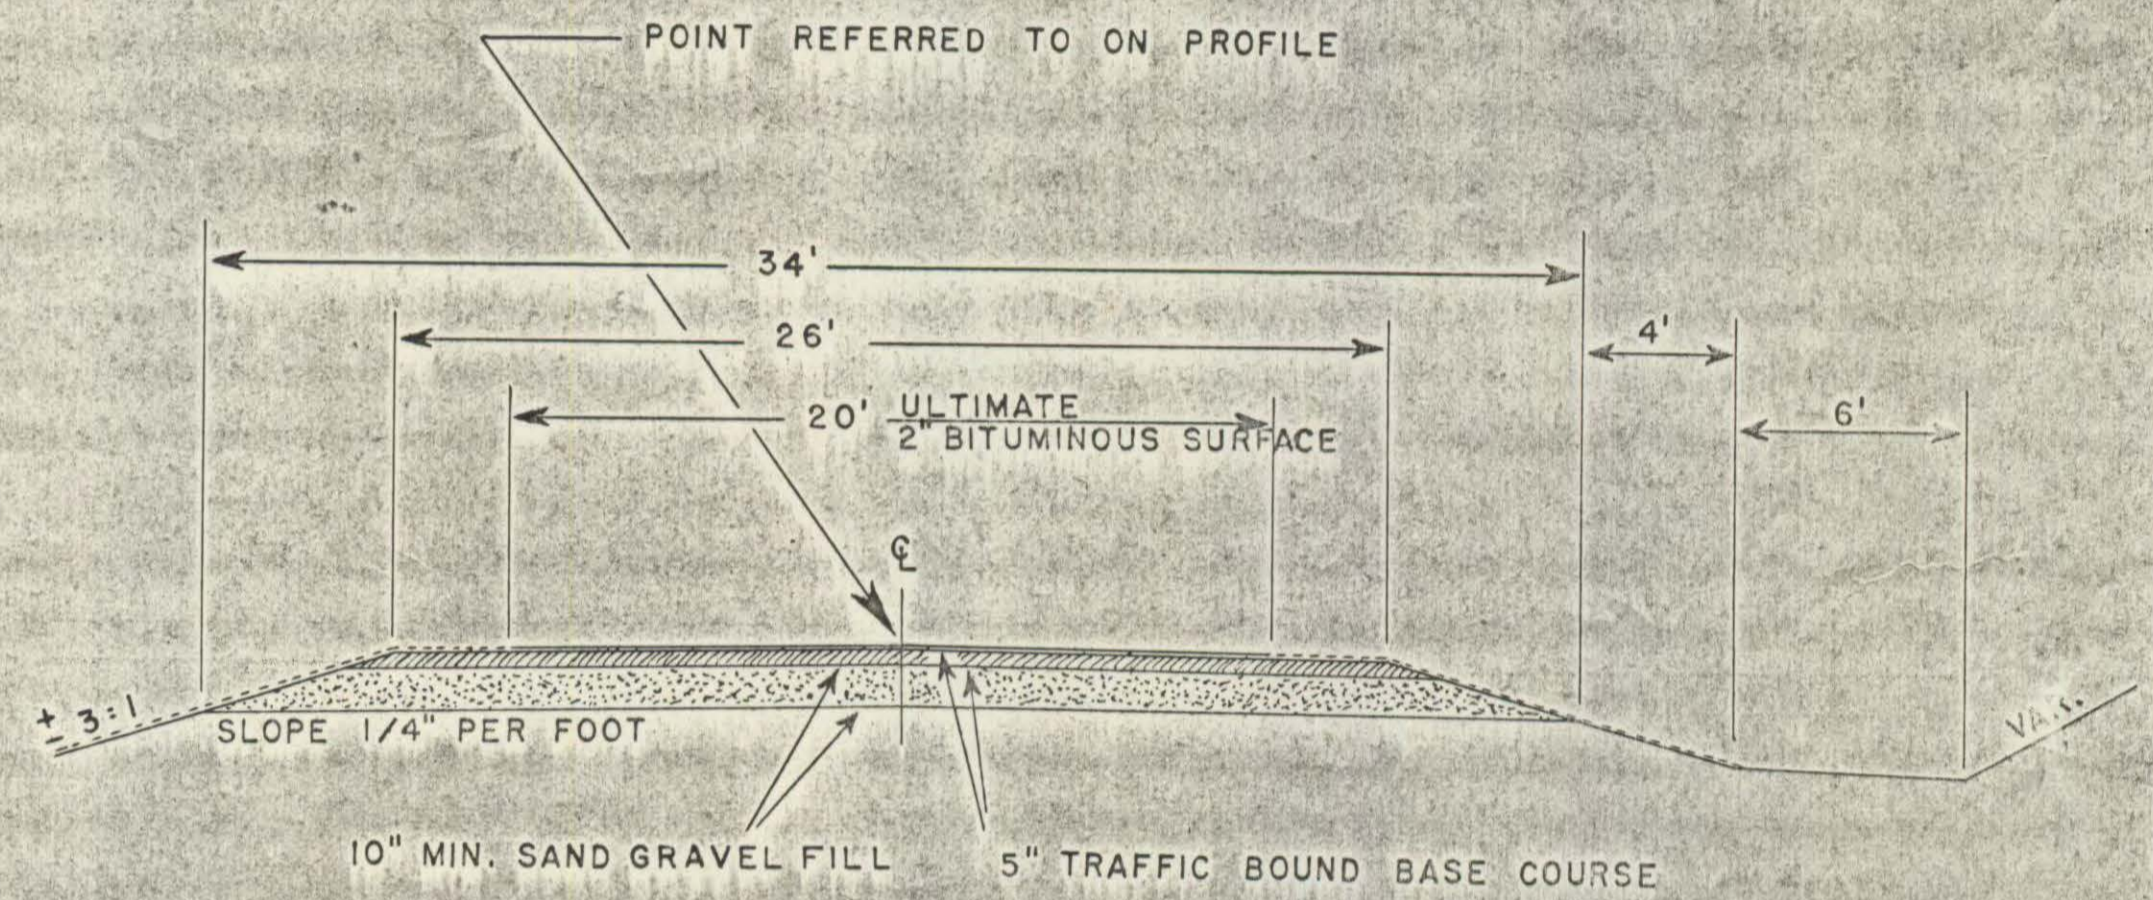 POINT REFERRED TO ON PROFILE
34'
26'
4'
20' ULTIMATE
2" BITUMINOUS SURFACE
6'
℄
± 3:1
SLOPE 1/4" PER FOOT
10" MIN. SAND GRAVEL FILL
5" TRAFFIC BOUND BASE COURSE